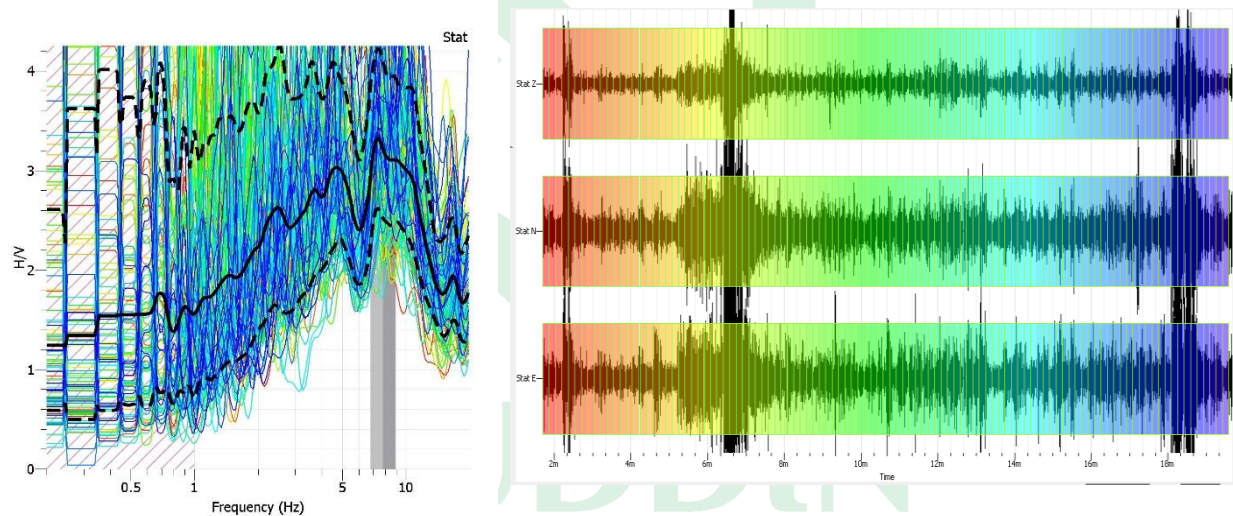 Stat
H/V
4
3
2
1
0
0.5 1 5 10
Frequency (Hz)
Stat Z
Stat N
Stat E
2m 4m 6m 8m 10m 12m 14m 16m 18m
Time